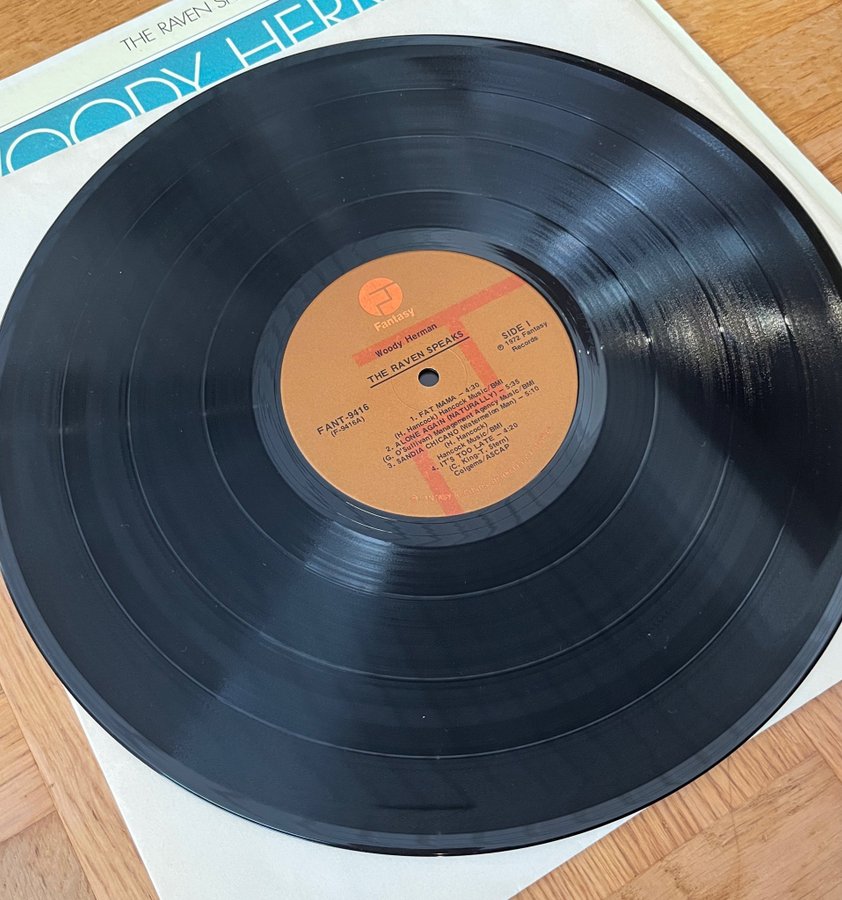 THE RAVEN SP
WOODY HER
Fantasy
Woody Herman
THE RAVEN SPEAKS
SIDE 1
℗ 1972 Fantasy
Records
FANT-9416
(F-9416A)
1. FAT MAMA – 4:30
(H. Hancock) Hancock Music/BMI
2. ALONE AGAIN (NATURALLY) – 5:35
(G. O'Sullivan) Management Agency Music/BMI
3. SANDIA CHICANO (Watermelon Man) – 5:10
(H. Hancock)
Hancock Music/BMI
4. IT'S TOO LATE – 4:20
(C. King-T. Stern)
Colgems/ASCAP